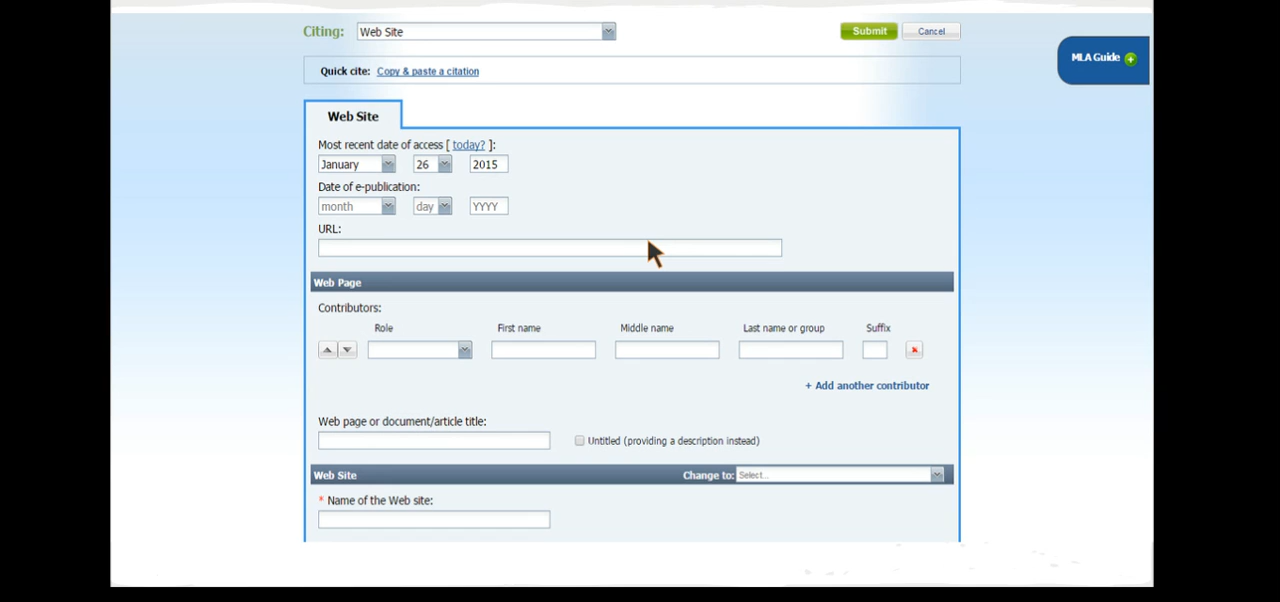 Citing: Web Site Submit Cancel
MLA Guide +
Quick cite: Copy & paste a citation
Web Site
Most recent date of access [ today? ]:
January 26 2015
Date of e-publication:
month day YYYY
URL:
Web Page
Contributors:
Role First name Middle name Last name or group Suffix
+ Add another contributor
Web page or document/article title:
Untitled (providing a description instead)
Web Site Change to: Select...
* Name of the Web site: